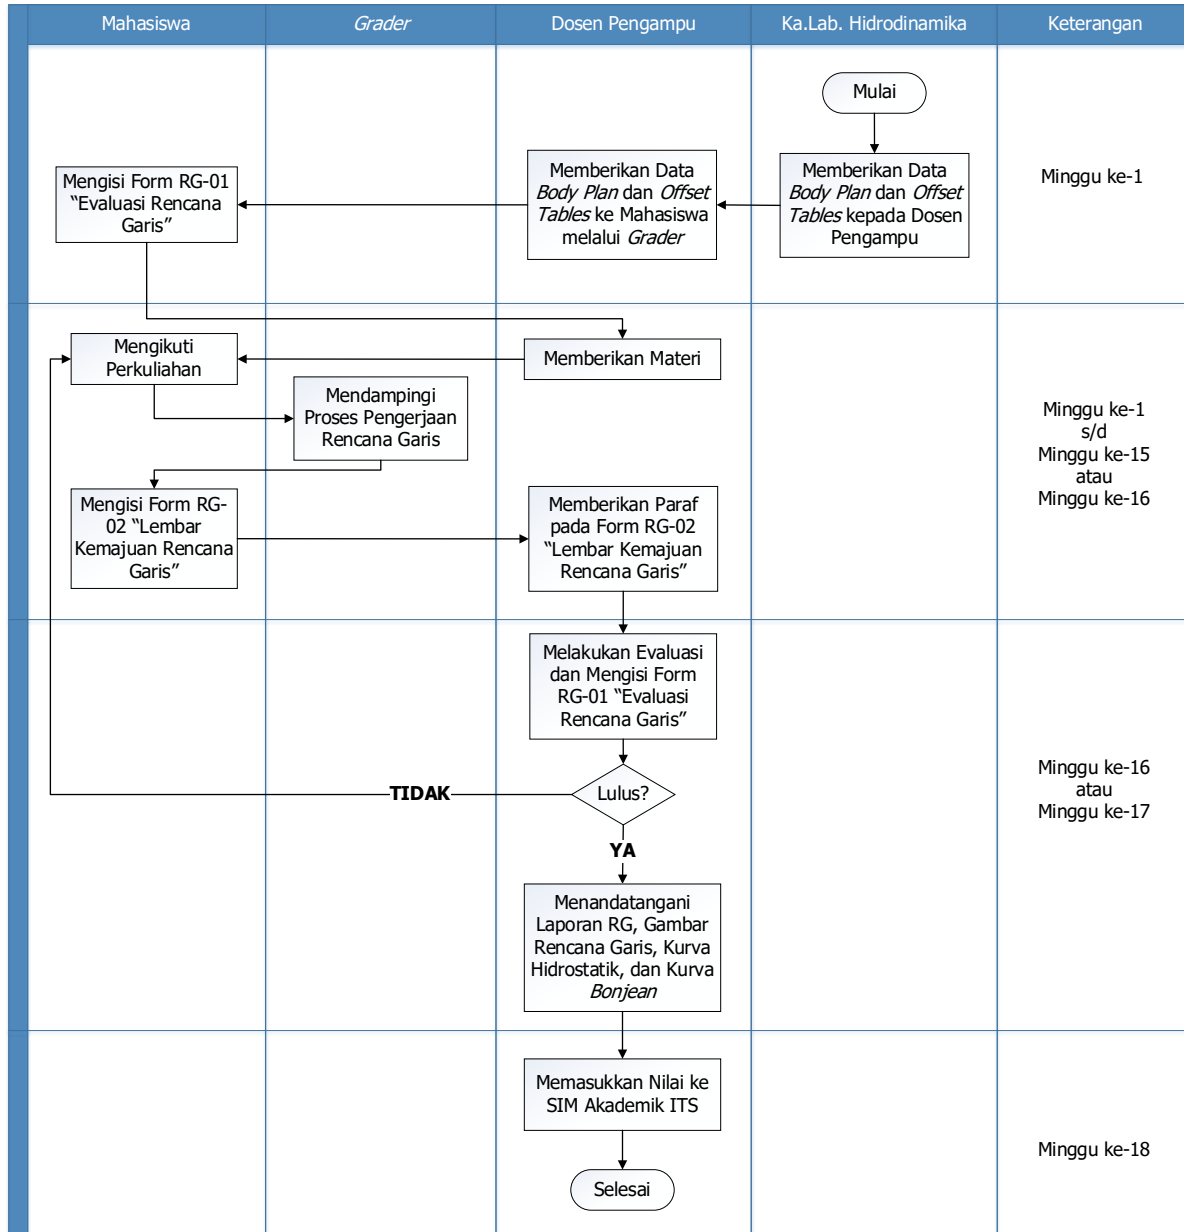 Mahasiswa
Grader
Dosen Pengampu
Ka.Lab. Hidrodinamika
Keterangan
Mulai
Memberikan Data
Body Plan dan Offset
Tables kepada Dosen
Pengampu
Memberikan Data
Body Plan dan Offset
Tables ke Mahasiswa
melalui Grader
Mengisi Form RG-01
“Evaluasi Rencana
Garis”
Minggu ke-1
Memberikan Materi
Mengikuti
Perkuliahan
Mendampingi
Proses Pengerjaan
Rencana Garis
Mengisi Form RG-
02 “Lembar
Kemajuan Rencana
Garis”
Memberikan Paraf
pada Form RG-02
“Lembar Kemajuan
Rencana Garis”
Minggu ke-1
s/d
Minggu ke-15
atau
Minggu ke-16
Melakukan Evaluasi
dan Mengisi Form
RG-01 “Evaluasi
Rencana Garis”
Lulus?
TIDAK
YA
Menandatangani
Laporan RG, Gambar
Rencana Garis, Kurva
Hidrostatik, dan Kurva
Bonjean
Minggu ke-16
atau
Minggu ke-17
Memasukkan Nilai ke
SIM Akademik ITS
Selesai
Minggu ke-18